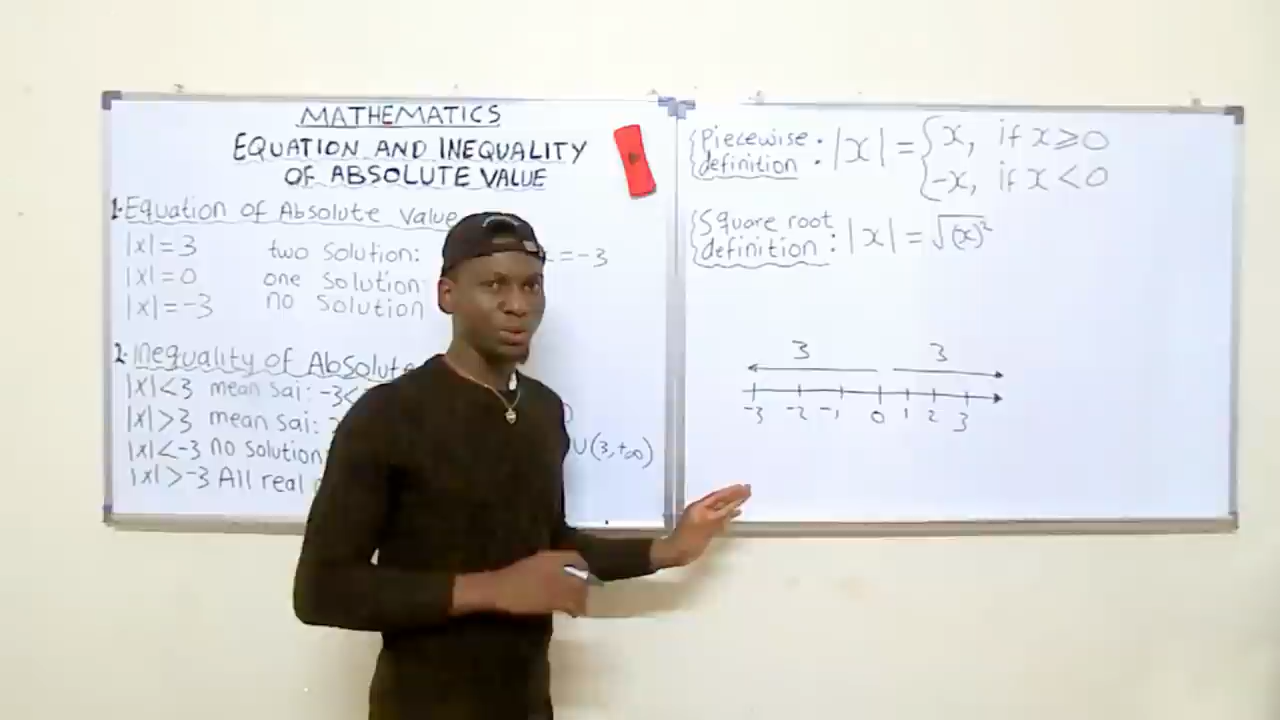 MATHEMATICS
EQUATION AND INEQUALITY
OF ABSOLUTE VALUE
1. Equation of Absolute Value
|x|=3 two solution: x=-3
|x|=0 one solution
|x|=-3 no solution
2. Inequality of Absolute
|x|<3 mean sai: -3<
|x|>3 mean sai:
|x|<-3 no solution U(3,+∞)
|x|>-3 All real
Piecewise definition: |x| = { x, if x ≥ 0
-x, if x < 0
Square root definition: |x| = √(x)²
3 3
-3 -2 -1 0 1 2 3